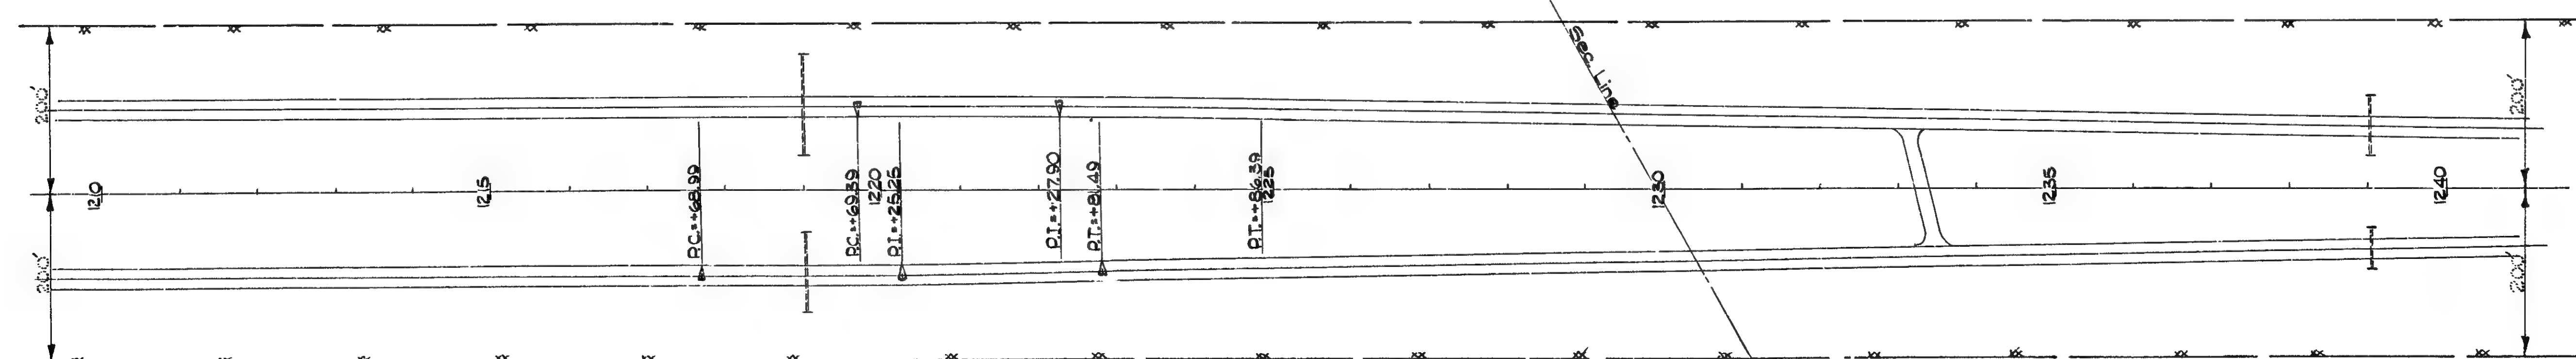 200'
200'
Sec. Line
200'
200'
1210
1215
P.C.=+68.99
P.C.=+69.39
1220
P.I.=+25.25
P.I.=+27.90
P.T.=+81.49
P.T.=+86.39
1225
1230
1235
1240